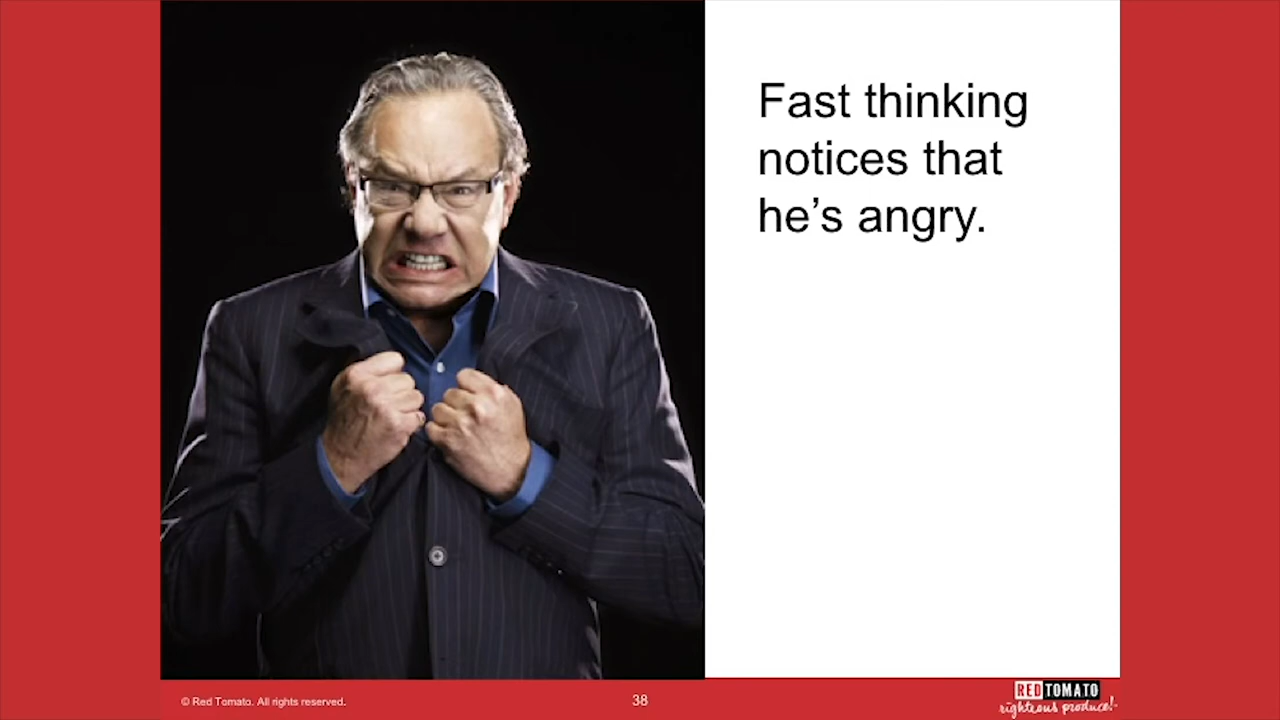 Fast thinking
notices that
he’s angry.
© Red Tomato. All rights reserved.
38
RED TOMATO
righteous produce!